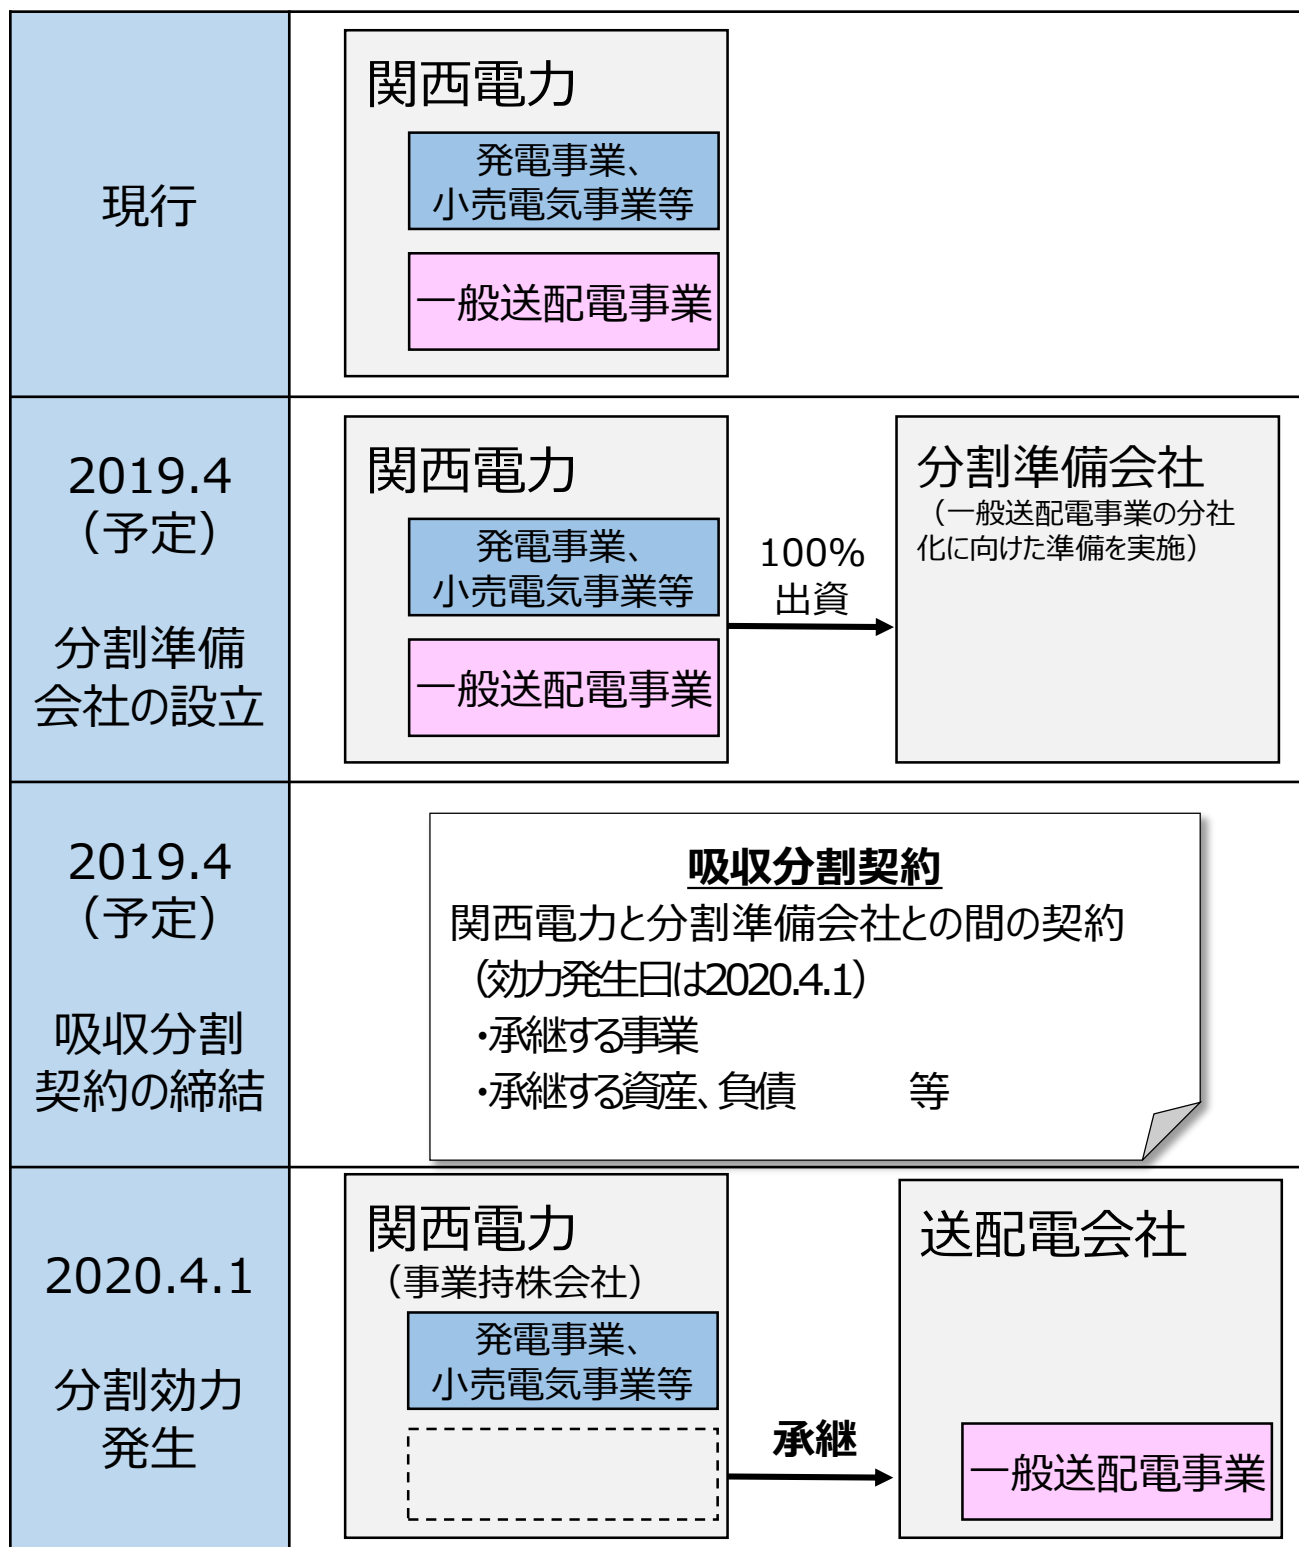 現行
関西電力
発電事業、
小売電気事業等
一般送配電事業
2019.4
（予定）
分割準備
会社の設立
関西電力
発電事業、
小売電気事業等
一般送配電事業
100%
出資
分割準備会社
（一般送配電事業の分社
化に向けた準備を実施）
2019.4
（予定）
吸収分割
契約の締結
吸収分割契約
関西電力と分割準備会社との間の契約
（効力発生日は2020.4.1）
・承継する事業
・承継する資産、負債　　　等
2020.4.1
分割効力
発生
関西電力
（事業持株会社）
発電事業、
小売電気事業等
承継
送配電会社
一般送配電事業